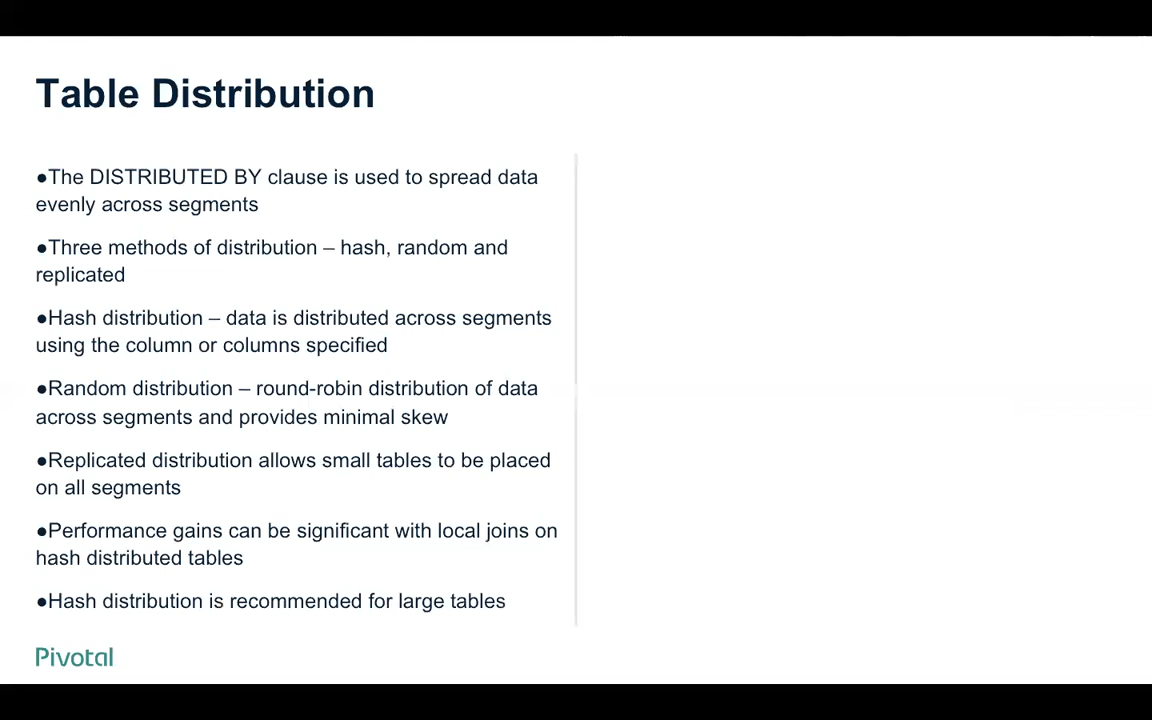 Table Distribution
●The DISTRIBUTED BY clause is used to spread data
evenly across segments
●Three methods of distribution – hash, random and
replicated
●Hash distribution – data is distributed across segments
using the column or columns specified
●Random distribution – round-robin distribution of data
across segments and provides minimal skew
●Replicated distribution allows small tables to be placed
on all segments
●Performance gains can be significant with local joins on
hash distributed tables
●Hash distribution is recommended for large tables
Pivotal